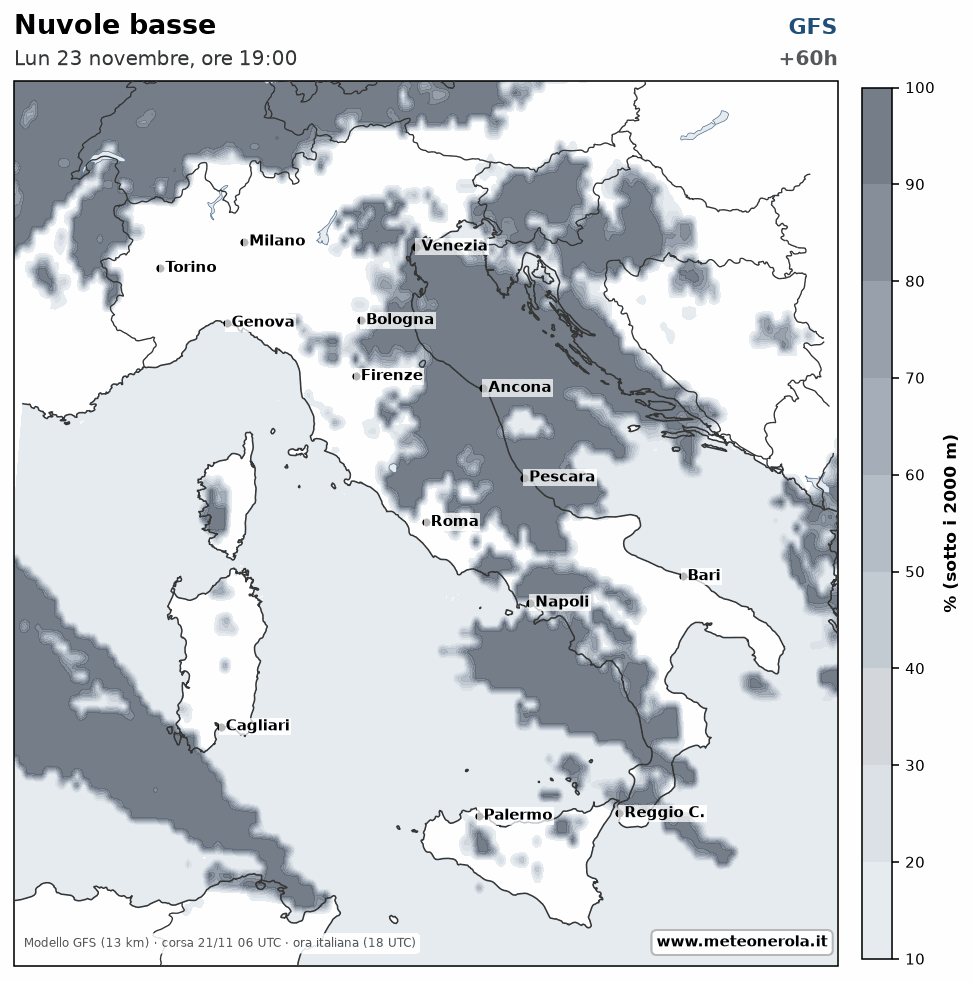 Nuvole basse
GFS
Lun 23 novembre, ore 19:00
+60h
Milano
Venezia
Torino
Genova
Bologna
Firenze
Ancona
Pescara
Roma
Bari
Napoli
Cagliari
Palermo
Reggio C.
Modello GFS (13 km) · corsa 21/11 06 UTC · ora italiana (18 UTC)
www.meteonerola.it
100
90
80
70
60
50
40
30
20
10
% (sotto i 2000 m)